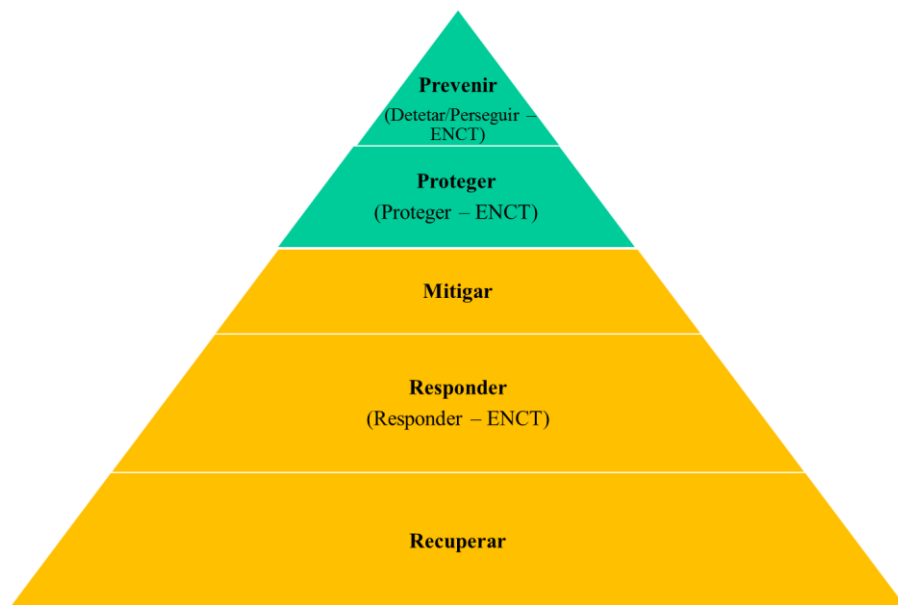 Prevenir
(Detetar/Perseguir –
ENCT)
Proteger
(Proteger – ENCT)
Mitigar
Responder
(Responder – ENCT)
Recuperar